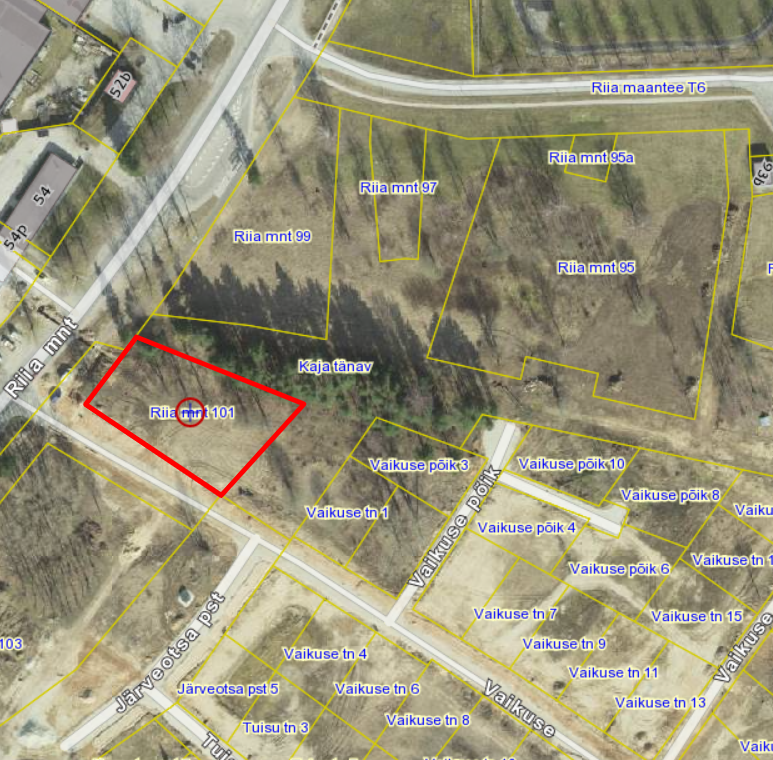 52b
Riia maantee T6
Riia mnt 95a
93b
Riia mnt 97
54
54p
Riia mnt 99
Riia mnt 95
Riia mnt
Kaja tänav
Riia mnt 101
Vaikuse põik 3
Vaikuse põik 10
Vaikuse põik 8
Vaikuse tn 1
Vaikuse põik
Vaikuse põik 4
Vaikuse põik 6
Vaikuse tn 7
Vaikuse tn 15
103
Vaikuse tn 9
Vaikuse tn 4
Vaikuse tn 11
Vaikuse
Järveotsa pst
Järveotsa pst 5
Vaikuse tn 6
Vaikuse tn 13
Vaikuse
Tuisu tn 3
Vaikuse tn 8